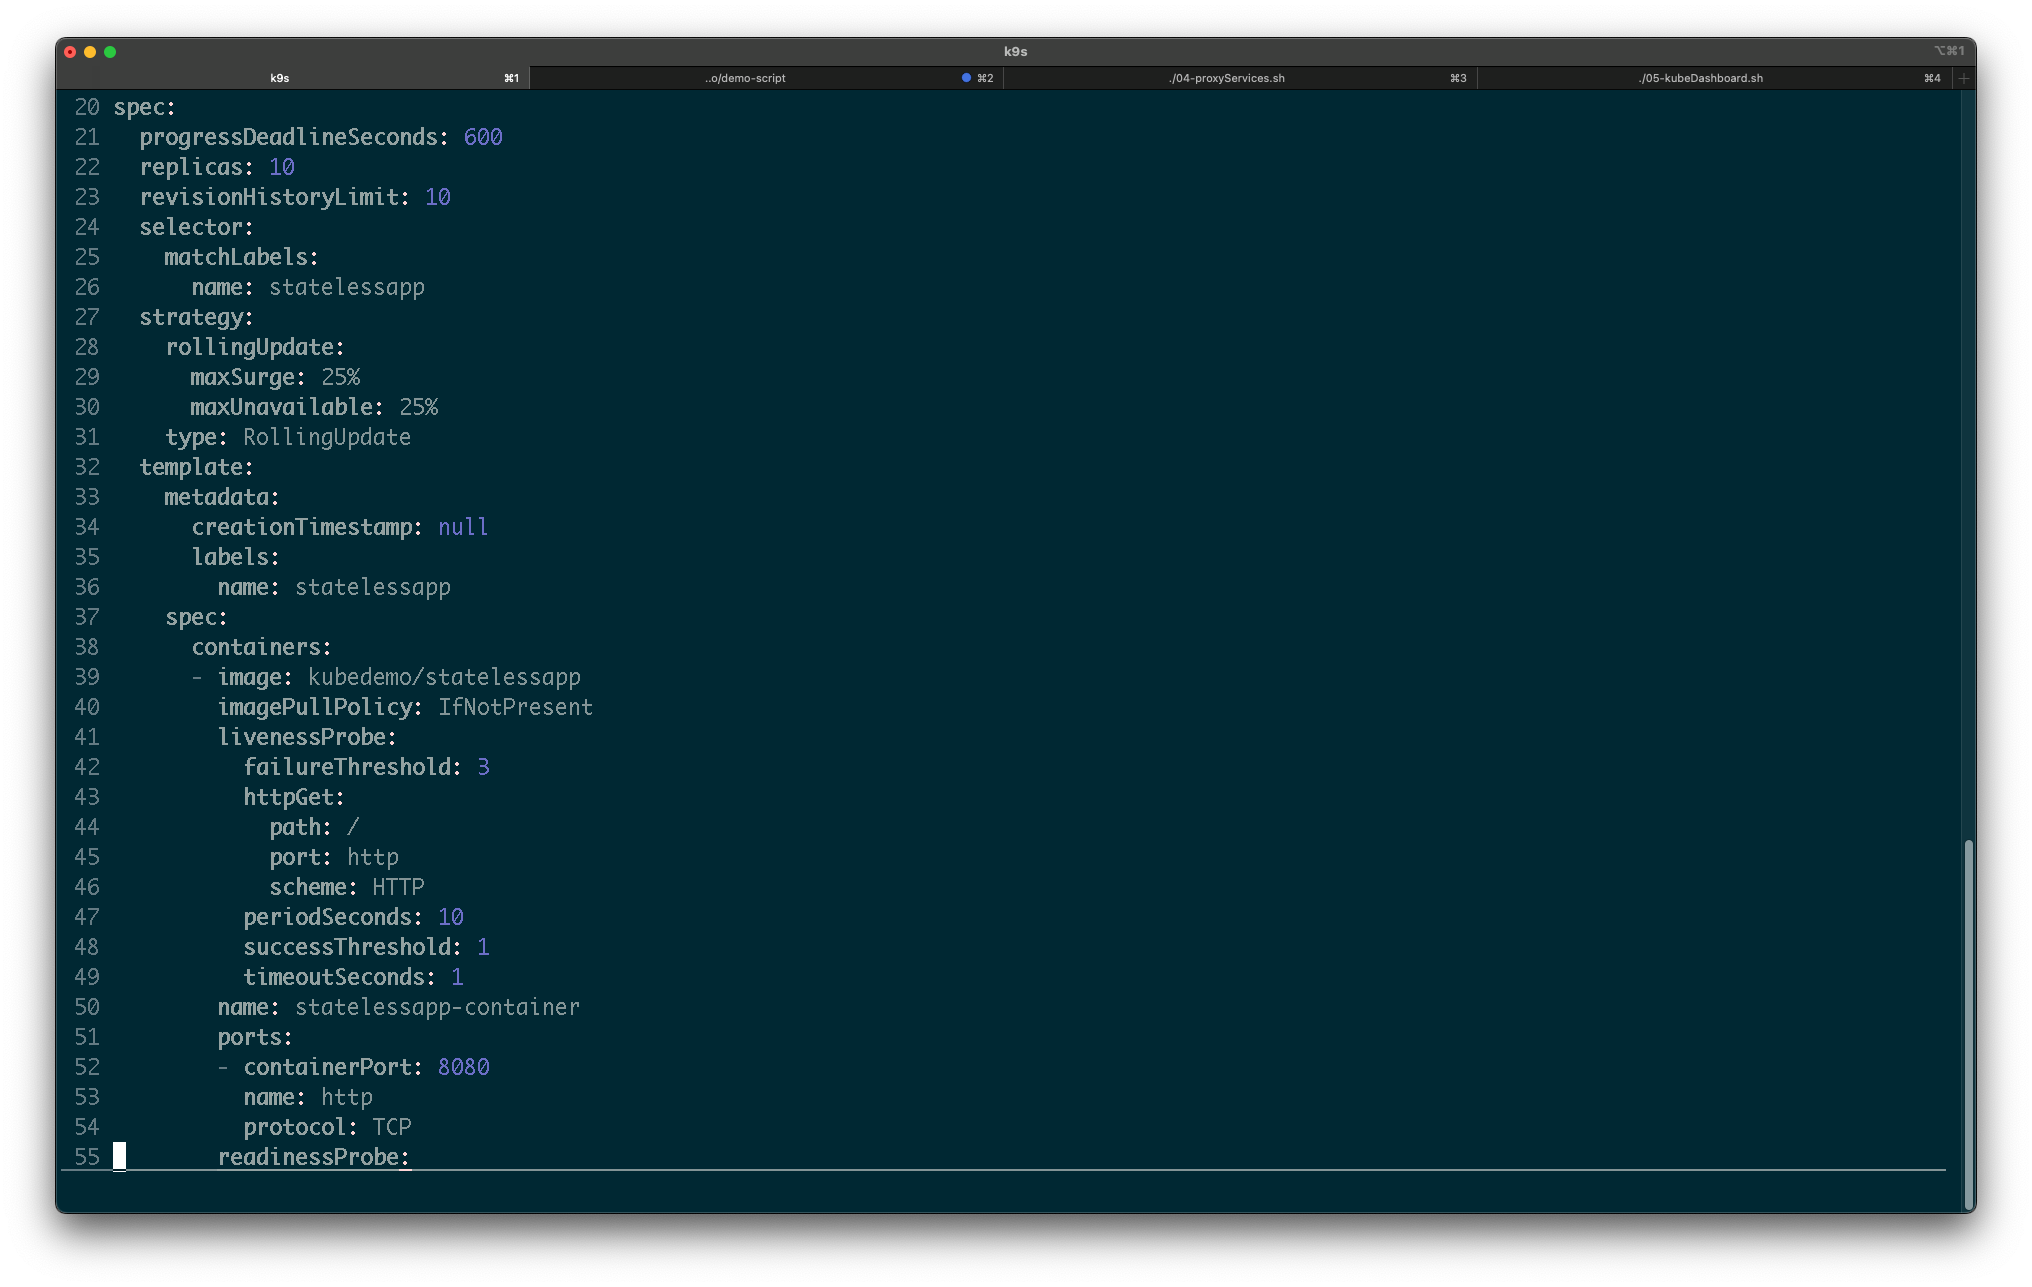 k9s
⌥⌘1
k9s ⌘1 ..o/demo-script ⌘2 ./04-proxyServices.sh ⌘3 ./05-kubeDashboard.sh ⌘4 +
20 spec:
21   progressDeadlineSeconds: 600
22   replicas: 10
23   revisionHistoryLimit: 10
24   selector:
25     matchLabels:
26       name: statelessapp
27   strategy:
28     rollingUpdate:
29       maxSurge: 25%
30       maxUnavailable: 25%
31     type: RollingUpdate
32   template:
33     metadata:
34       creationTimestamp: null
35       labels:
36         name: statelessapp
37     spec:
38       containers:
39       - image: kubedemo/statelessapp
40         imagePullPolicy: IfNotPresent
41         livenessProbe:
42           failureThreshold: 3
43           httpGet:
44             path: /
45             port: http
46             scheme: HTTP
47           periodSeconds: 10
48           successThreshold: 1
49           timeoutSeconds: 1
50         name: statelessapp-container
51         ports:
52         - containerPort: 8080
53           name: http
54           protocol: TCP
55         readinessProbe: